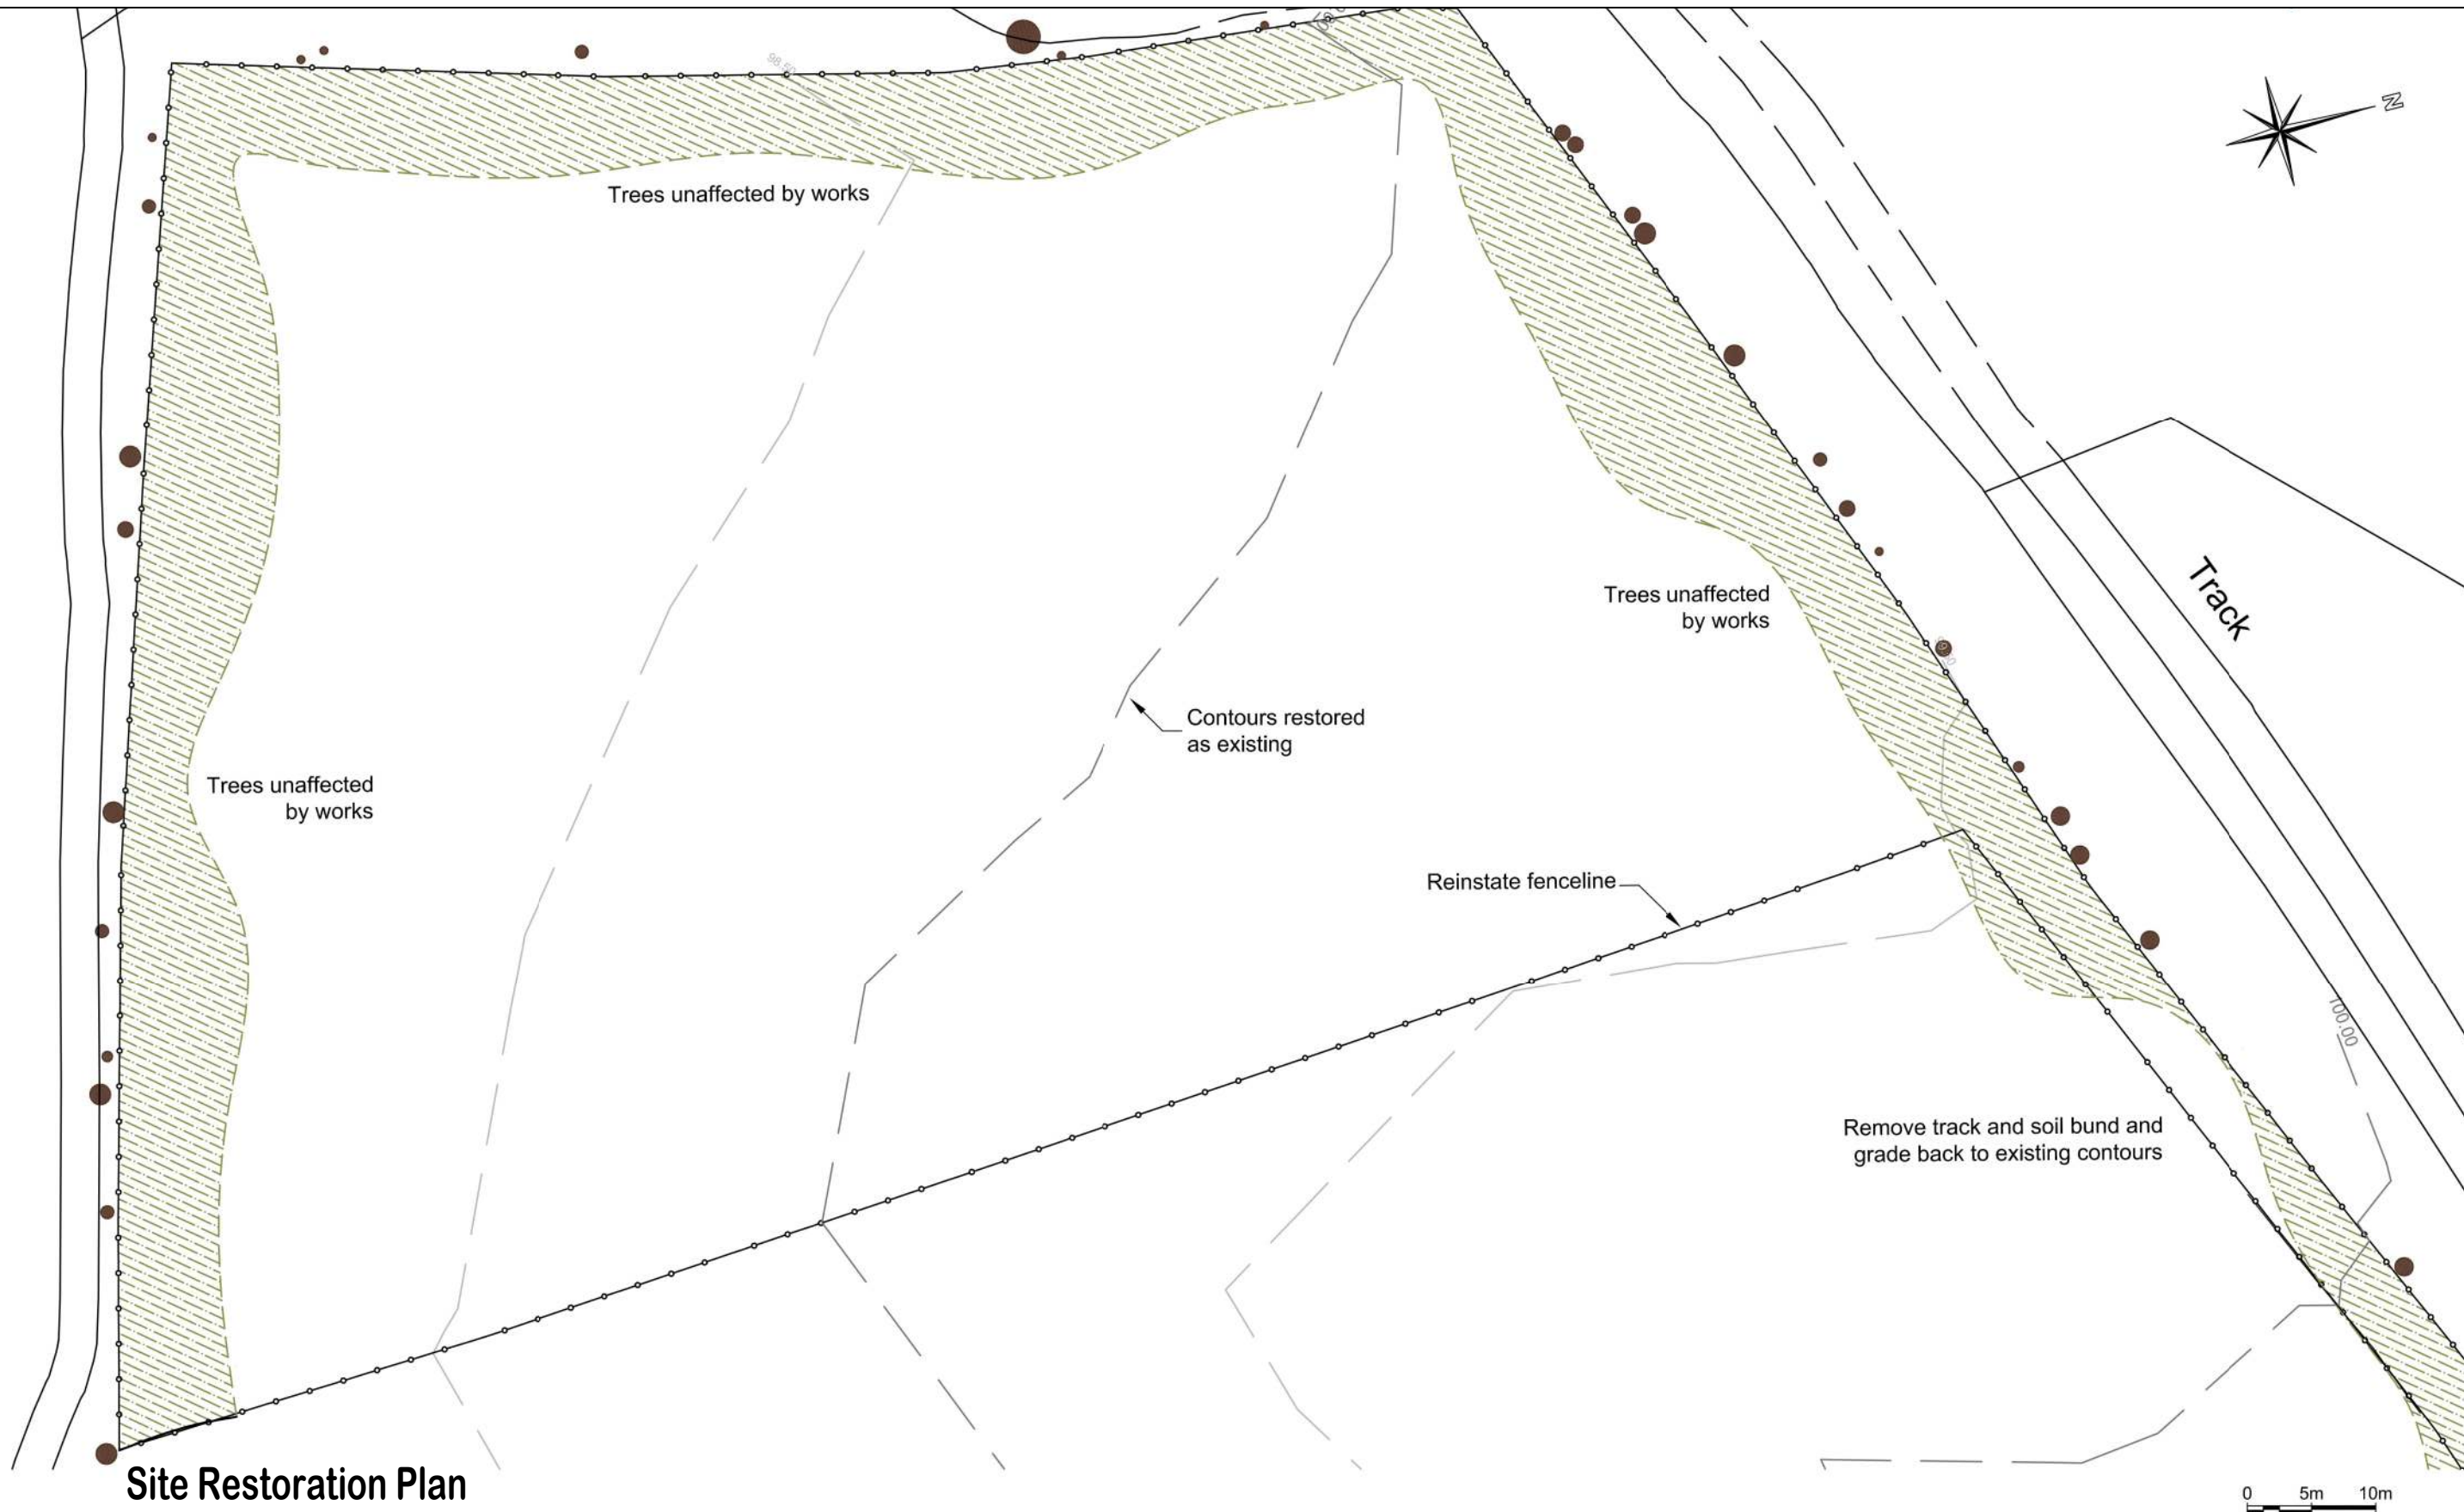 98.50
N
Trees unaffected by works
Trees unaffected
by works
Track
Contours restored
as existing
Trees unaffected
by works
Reinstate fenceline
100.00
Remove track and soil bund and
grade back to existing contours
Site Restoration Plan
0 5m 10m